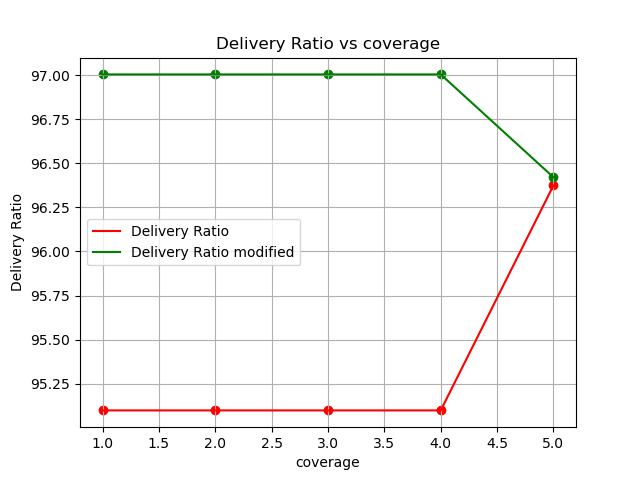 Delivery Ratio vs coverage
97.00
96.75
96.50
96.25
96.00
95.75
95.50
95.25
Delivery Ratio
Delivery Ratio
Delivery Ratio modified
1.0 1.5 2.0 2.5 3.0 3.5 4.0 4.5 5.0
coverage